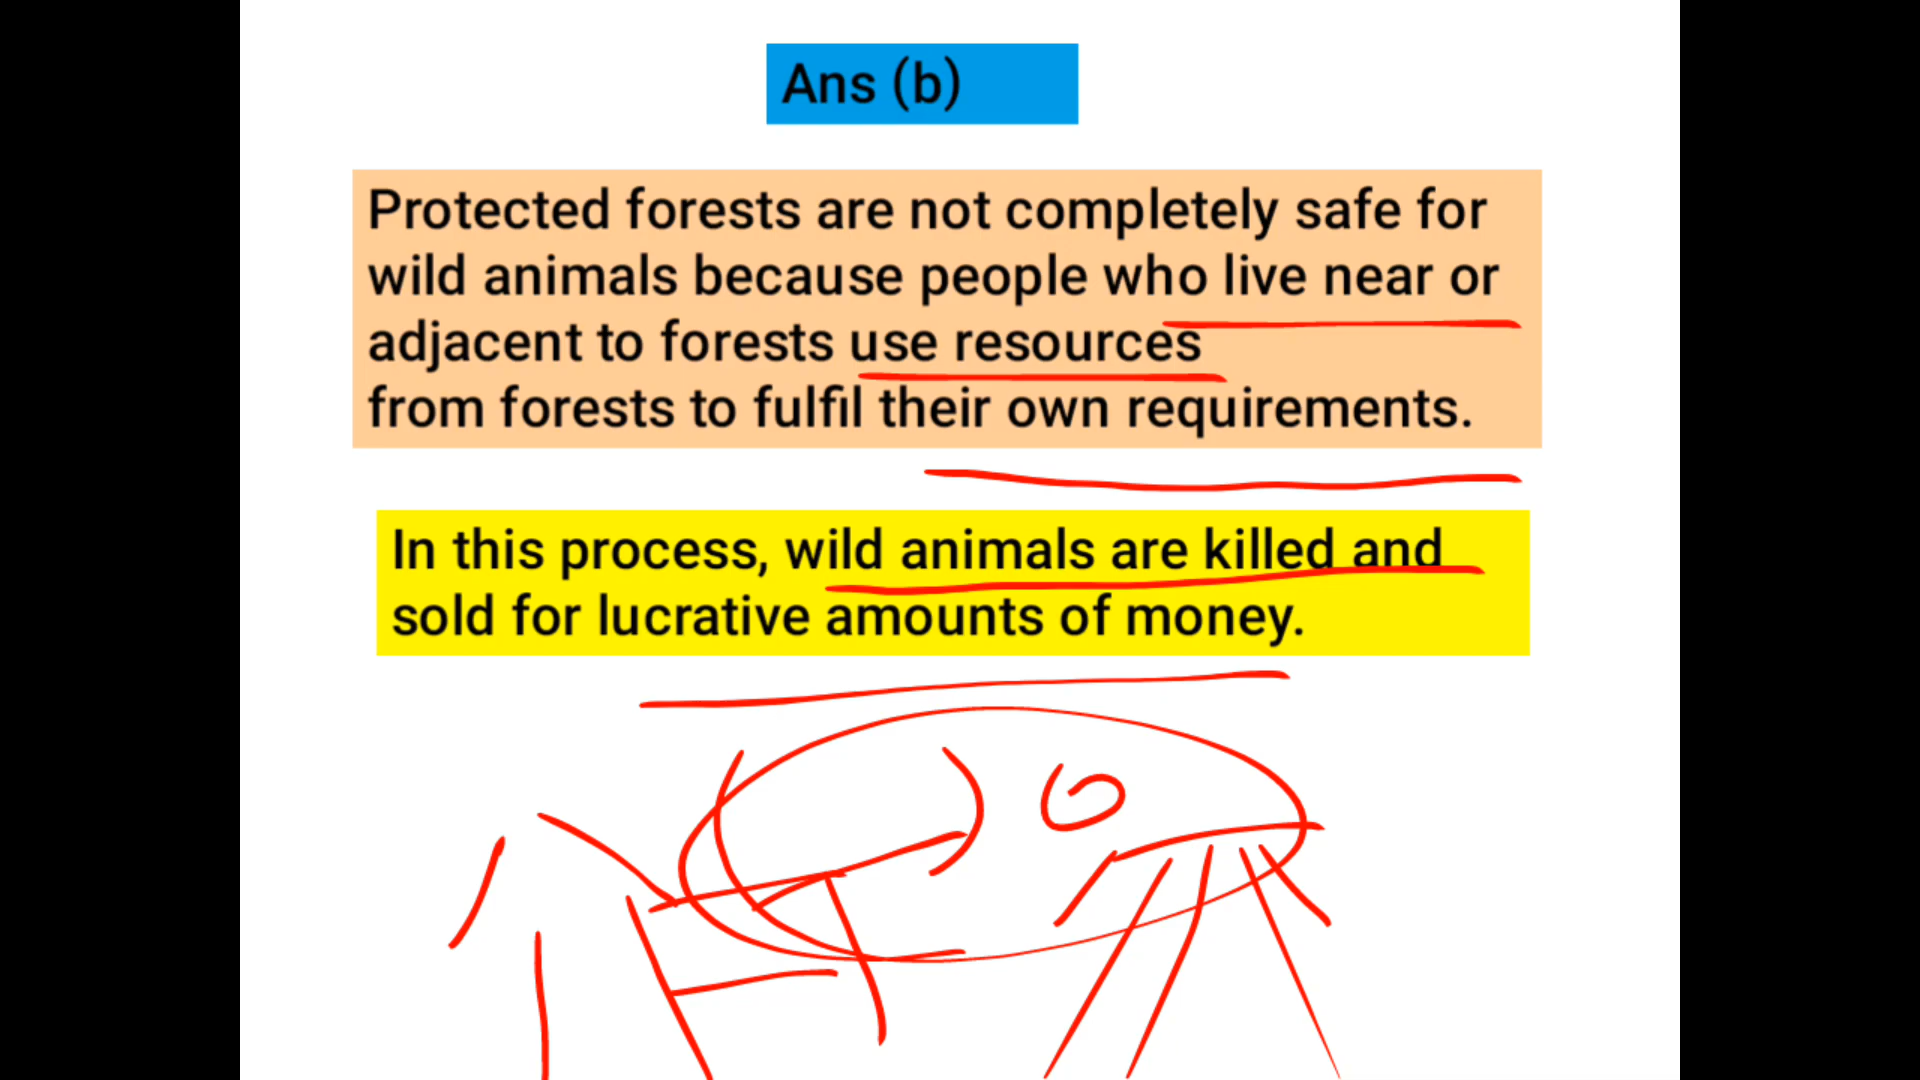 Ans (b)
Protected forests are not completely safe for
wild animals because people who live near or
adjacent to forests use resources
from forests to fulfil their own requirements.
In this process, wild animals are killed and
sold for lucrative amounts of money.